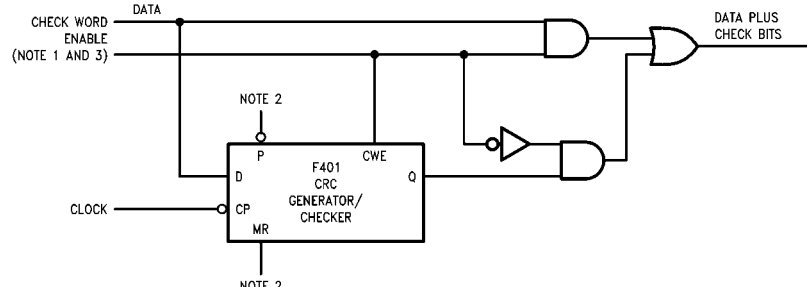 DATA
CHECK WORD
ENABLE
(NOTE 1 AND 3)
DATA PLUS
CHECK BITS
NOTE 2
P
CWE
D
F401
CRC
GENERATOR/
CHECKER
Q
CLOCK
CP
MR
NOTE 2